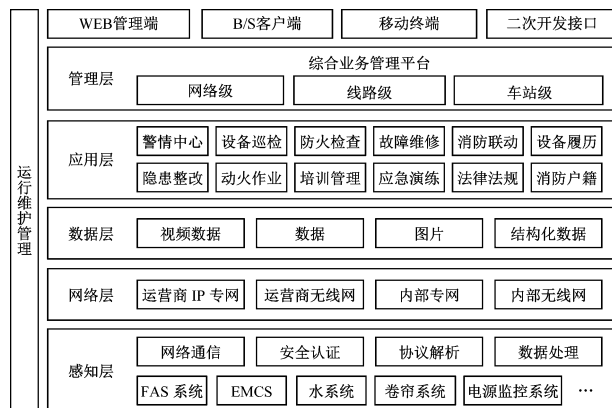 WEB管理端 B/S客户端 移动终端 二次开发接口
运行维护管理
综合业务管理平台
管理层
网络级 线路级 车站级
应用层
警情中心 设备巡检 防火检查 故障维修 消防联动 设备履历
隐患整改 动火作业 培训管理 应急演练 法律法规 消防户籍
数据层 视频数据 数据 图片 结构化数据
网络层 运营商 IP 专网 运营商无线网 内部专网 内部无线网
感知层
网络通信 安全认证 协议解析 数据处理
FAS 系统 EMCS 水系统 卷帘系统 电源监控系统 …